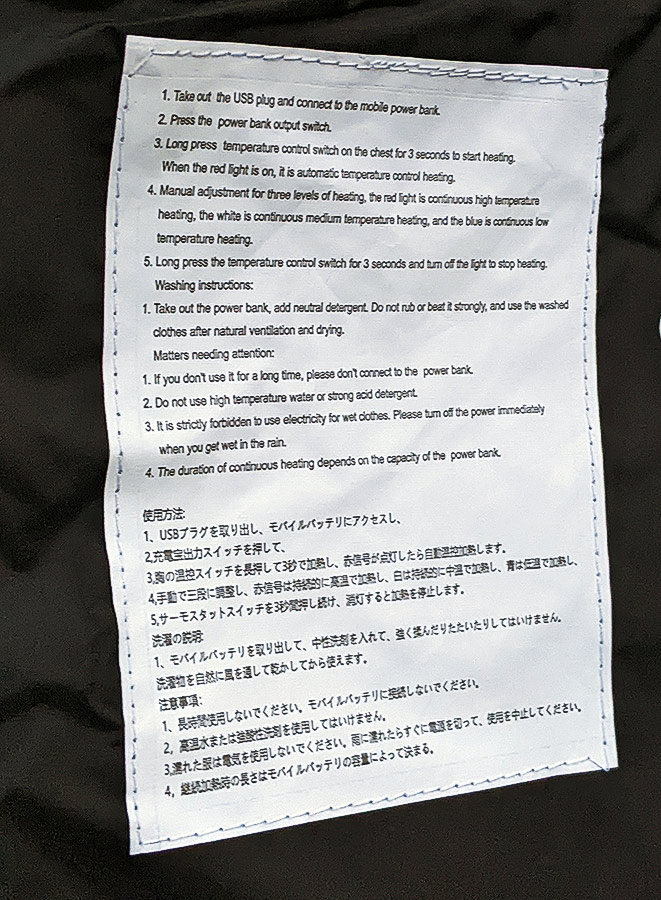 1. Take out the USB plug and connect to the mobile power bank.
2. Press the power bank output switch.
3. Long press temperature control switch on the chest for 3 seconds to start heating.
When the red light is on, it is automatic temperature control heating.
4. Manual adjustment for three levels of heating, the red light is continuous high temperature
heating, the white is continuous medium temperature heating, and the blue is continuous low
temperature heating.
5. Long press the temperature control switch for 3 seconds and turn off the light to stop heating.
Washing instructions:
1. Take out the power bank, add neutral detergent. Do not rub or beat it strongly, and use the washed
clothes after natural ventilation and drying.
Matters needing attention:
1. If you don't use it for a long time, please don't connect to the power bank.
2. Do not use high temperature water or strong acid detergent.
3. It is strictly forbidden to use electricity for wet clothes. Please turn off the power immediately
when you get wet in the rain.
4. The duration of continuous heating depends on the capacity of the power bank.
使用方法:
1、USBプラグを取り出し、モバイルバッテリにアクセスし、
2,充電宝出力スイッチを押して、
3,胸の温控スイッチを長押して3秒で加熱し、赤信号が点灯したら自動温控加熱します。
4,手動で三段に調整し、赤信号は持続的に高温で加熱し、白は持続的に中温で加熱し、青は低温で加熱し、
5,サーモスタットスイッチを3秒間押し続け、消灯すると加熱を停止します。
洗濯の説明:
1、モバイルバッテリを取り出して、中性洗剤を入れて、強く揉んだりたたいたりしてはいけません。
洗濯物を自然に風を通して乾かしてから使えます。
注意事項:
1、長時間使用しないでください。モバイルバッテリに接続しないでください。
2，高温水または強酸性洗剤を使用してはいけません。
3,濡れた服は電気を使用しないでください。雨に濡れたらすぐに電源を切って、使用を中止してください。
4，継続加熱時の長さはモバイルバッテリの容量によって決まる。